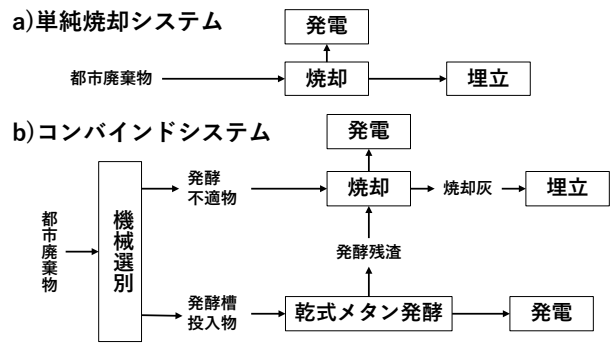 a)単純焼却システム
発電
都市廃棄物
焼却
埋立
b)コンバインドシステム
発電
発酵
不適物
焼却
焼却灰
埋立
都市廃棄物
機械選別
発酵残渣
発酵槽
投入物
乾式メタン発酵
発電